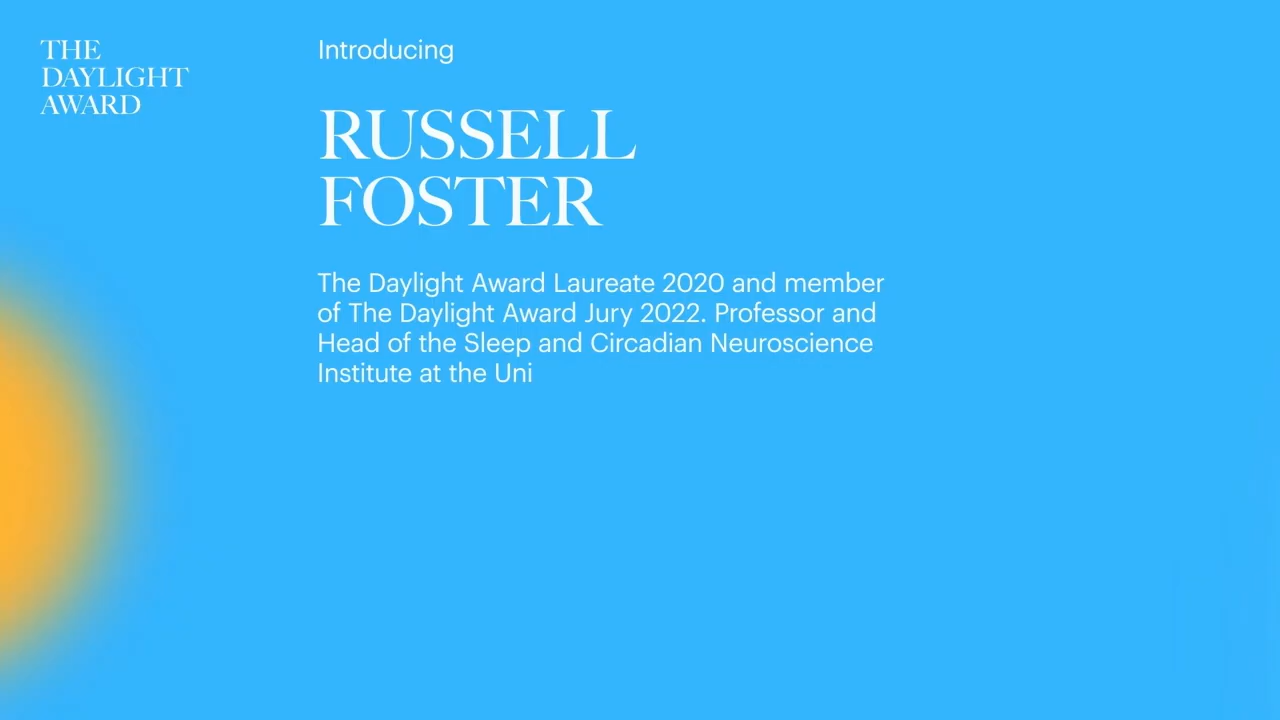 THE
DAYLIGHT
AWARD
Introducing
RUSSELL
FOSTER
The Daylight Award Laureate 2020 and member
of The Daylight Award Jury 2022. Professor and
Head of the Sleep and Circadian Neuroscience
Institute at the Uni